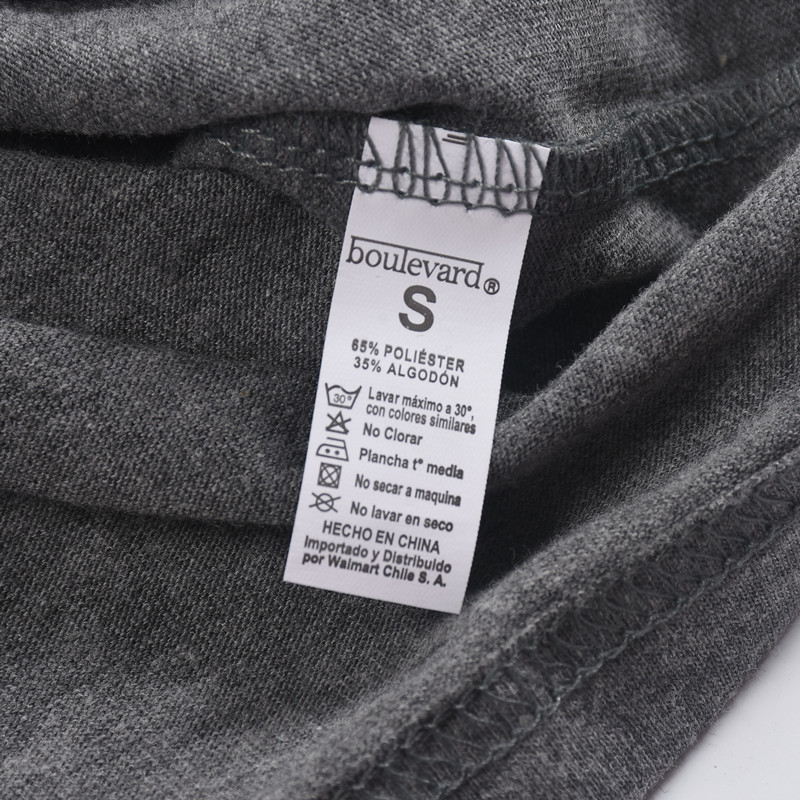 boulevard®
S
65% POLIÉSTER
35% ALGODÓN
30°
Lavar máximo a 30°,
con colores similares
No Clorar
Plancha t° media
No secar a maquina
No lavar en seco
HECHO EN CHINA
Importado y Distribuido
por Walmart Chile S. A.